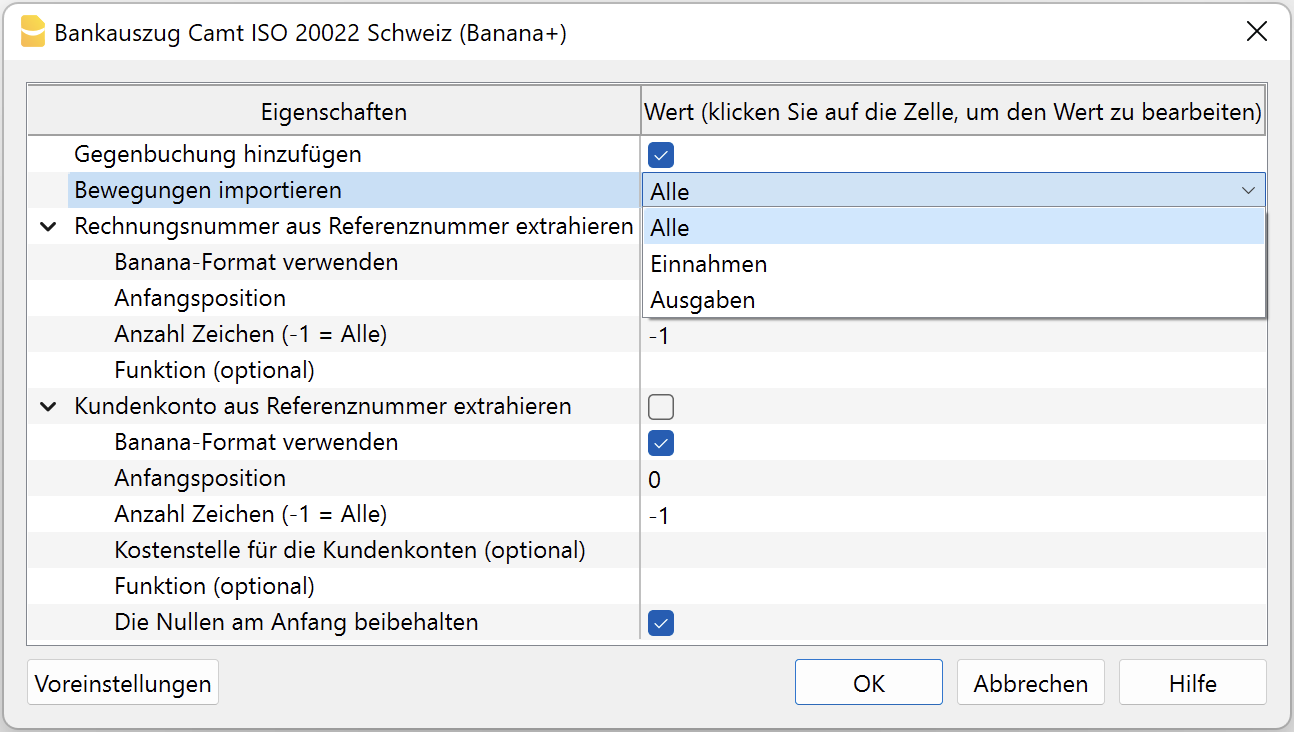 Bankauszug Camt ISO 20022 Schweiz (Banana+)
Eigenschaften Wert (klicken Sie auf die Zelle, um den Wert zu bearbeiten)
Gegenbuchung hinzufügen
Bewegungen importieren Alle
Rechnungsnummer aus Referenznummer extrahieren Alle
Banana-Format verwenden Einnahmen
Anfangsposition Ausgaben
Anzahl Zeichen (-1 = Alle) -1
Funktion (optional)
Kundenkonto aus Referenznummer extrahieren
Banana-Format verwenden
Anfangsposition 0
Anzahl Zeichen (-1 = Alle) -1
Kostenstelle für die Kundenkonten (optional)
Funktion (optional)
Die Nullen am Anfang beibehalten
Voreinstellungen OK Abbrechen Hilfe